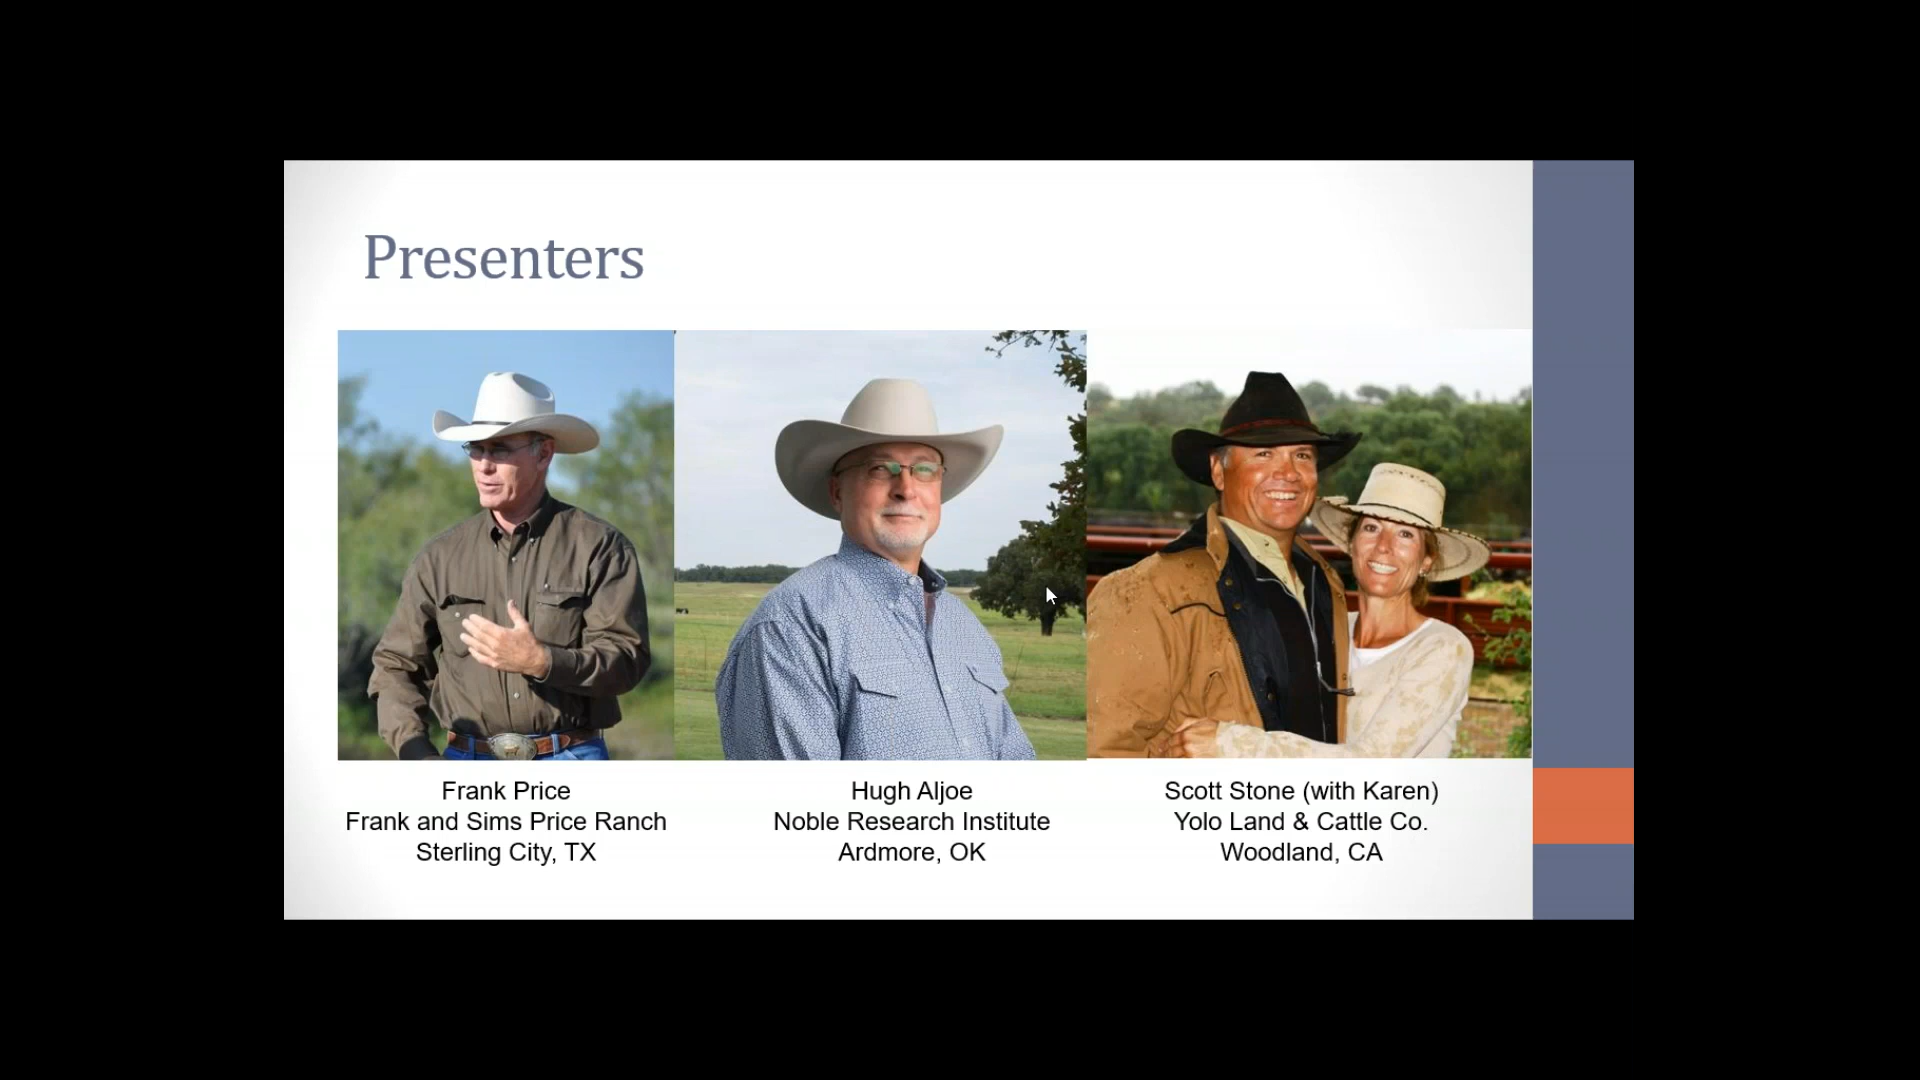 Presenters
Frank Price
Frank and Sims Price Ranch
Sterling City, TX
Hugh Aljoe
Noble Research Institute
Ardmore, OK
Scott Stone (with Karen)
Yolo Land & Cattle Co.
Woodland, CA